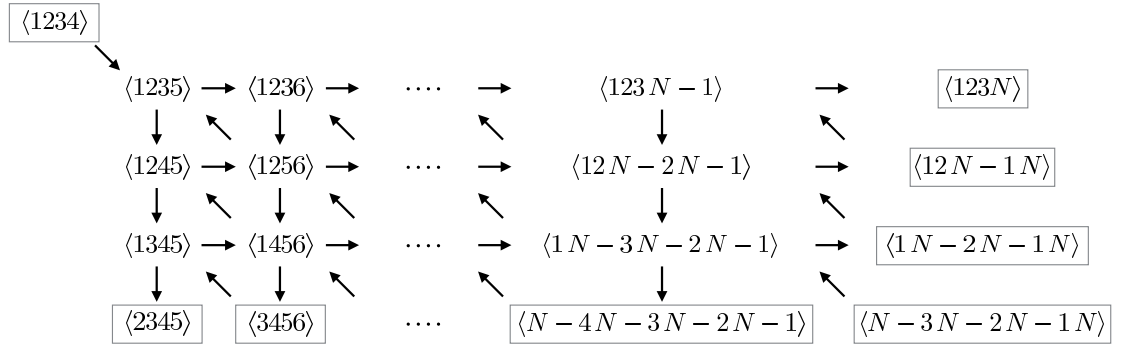 ⟨1234⟩
⟨1235⟩ ⟨1236⟩ ···· ⟨123 N − 1⟩ ⟨123N⟩
⟨1245⟩ ⟨1256⟩ ···· ⟨12 N − 2 N − 1⟩ ⟨12 N − 1 N⟩
⟨1345⟩ ⟨1456⟩ ···· ⟨1 N − 3 N − 2 N − 1⟩ ⟨1 N − 2 N − 1 N⟩
⟨2345⟩ ⟨3456⟩ ···· ⟨N − 4 N − 3 N − 2 N − 1⟩ ⟨N − 3 N − 2 N − 1 N⟩